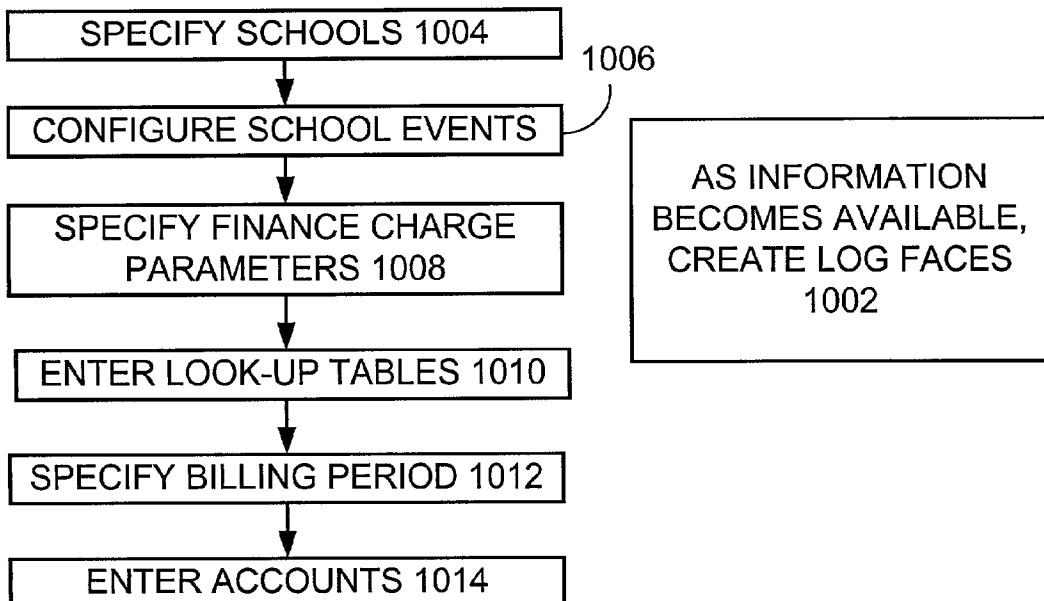 SPECIFY SCHOOLS 1004
1006
CONFIGURE SCHOOL EVENTS
SPECIFY FINANCE CHARGE
PARAMETERS 1008
ENTER LOOK-UP TABLES 1010
SPECIFY BILLING PERIOD 1012
ENTER ACCOUNTS 1014
AS INFORMATION
BECOMES AVAILABLE,
CREATE LOG FACES
1002